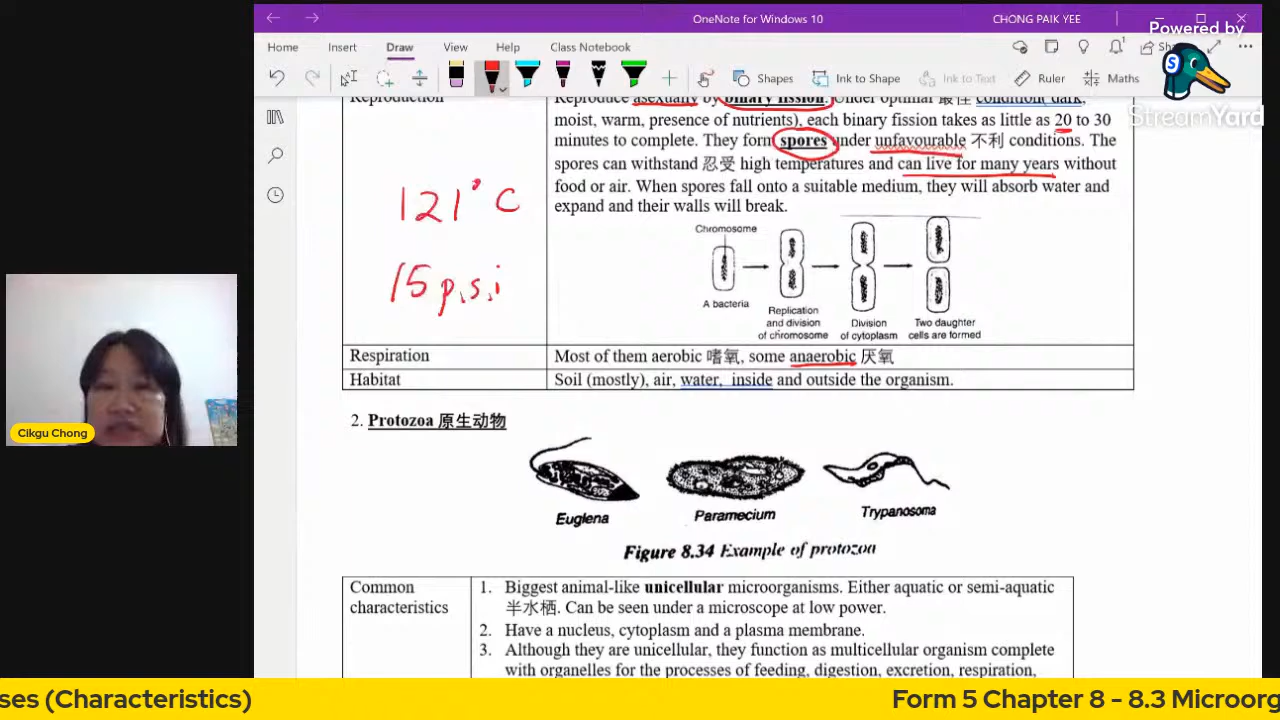 OneNote for Windows 10
CHONG PAIK YEE
Powered by
StreamYard
Home Insert Draw View Help Class Notebook
Shapes Ink to Shape Ink to Text Ruler Maths
Reproduction
Reproduce asexually by binary fission. Under optimal 最佳 condition( dark,
moist, warm, presence of nutrients), each binary fission takes as little as 20 to 30
minutes to complete. They form spores under unfavourable 不利 conditions. The
spores can withstand 忍受 high temperatures and can live for many years without
food or air. When spores fall onto a suitable medium, they will absorb water and
expand and their walls will break.
121°C
15 p.s.i
Chromosome
A bacteria
Replication
and division
of chromosome
Division
of cytoplasm
Two daughter
cells are formed
Respiration
Most of them aerobic 嗜氧, some anaerobic 厌氧
Habitat
Soil (mostly), air, water, inside and outside the organism.
2. Protozoa 原生动物
Euglena
Paramecium
Trypanosoma
Figure 8.34 Example of protozoa
Common
characteristics
1. Biggest animal-like unicellular microorganisms. Either aquatic or semi-aquatic
半水栖. Can be seen under a microscope at low power.
2. Have a nucleus, cytoplasm and a plasma membrane.
3. Although they are unicellular, they function as multicellular organism complete
with organelles for the processes of feeding, digestion, excretion, respiration,
Cikgu Chong
ses (Characteristics)
Form 5 Chapter 8 - 8.3 Microorg